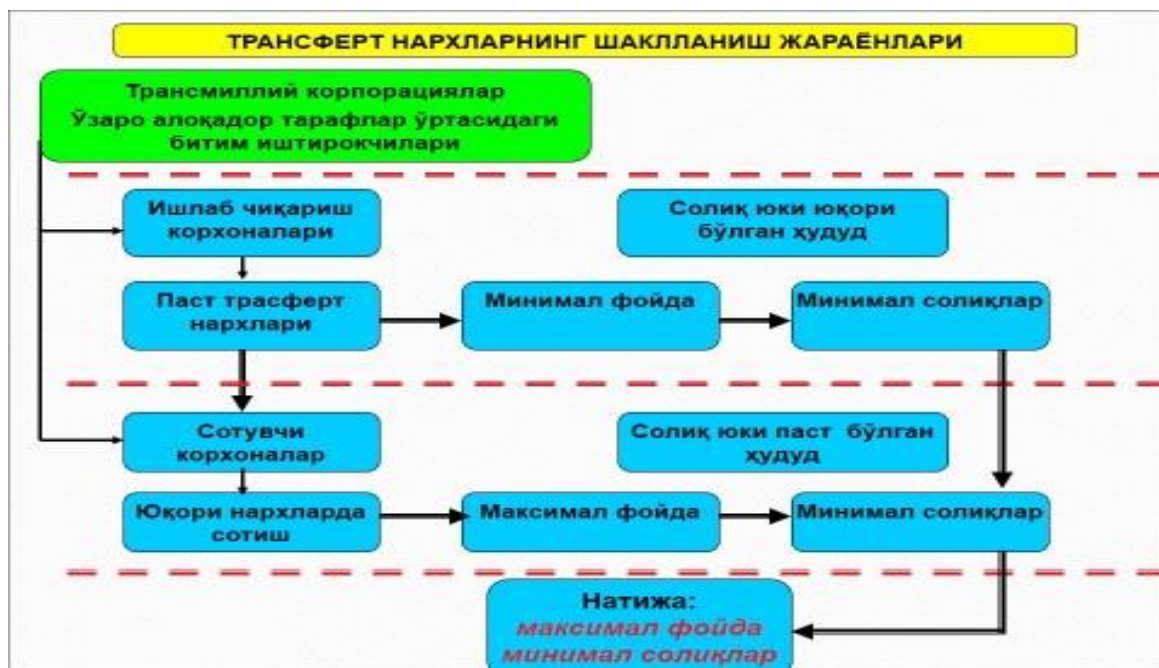 ТРАНСФЕРТ НАРХЛАРНИНГ ШАКЛЛАНИШ ЖАРАЁНЛАРИ
Трансмиллий корпорациялар
Ўзаро алоқадор тарафлар ўртасидаги
битим иштирокчилари
Ишлаб чиқариш
корхоналари
Солиқ юки юқори
бўлган ҳудуд
Паст трасферт
нархлари
Минимал фойда
Минимал солиқлар
Сотувчи
корхоналар
Солиқ юки паст бўлган
ҳудуд
Юқори нархларда
сотиш
Максимал фойда
Минимал солиқлар
Натижа:
максимал фойда
минимал солиқлар